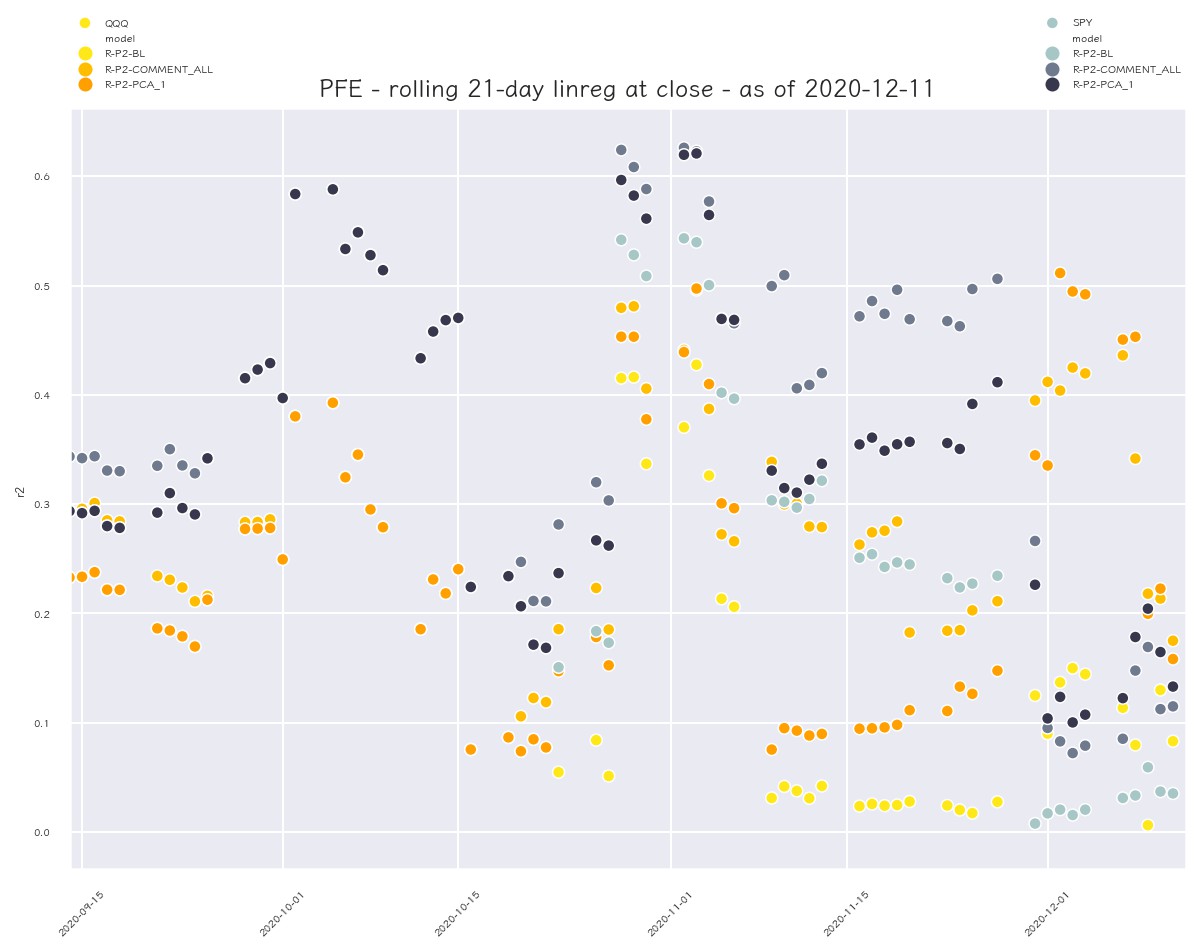 QQQ
model
R-P2-BL
R-P2-COMMENT_ALL
R-P2-PCA_1
SPY
model
R-P2-BL
R-P2-COMMENT_ALL
R-P2-PCA_1
PFE - rolling 21-day linreg at close - as of 2020-12-11
r2
0.6
0.5
0.4
0.3
0.2
0.1
0.0
2020-09-15
2020-10-01
2020-10-15
2020-11-01
2020-11-15
2020-12-01